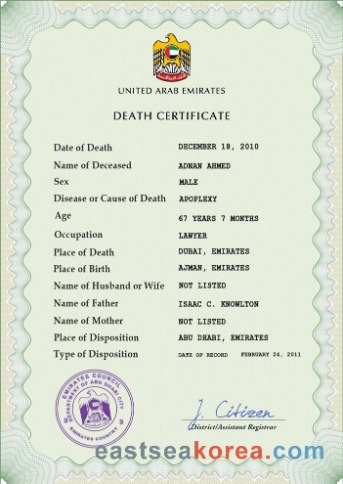 UNITED ARAB EMIRATES
DEATH CERTIFICATE
Date of Death DECEMBER 18, 2010
Name of Deceased ADNAN AHMED
Sex MALE
Disease or Cause of Death APOPLEXY
Age 67 YEARS 7 MONTHS
Occupation LAWYER
Place of Death DUBAI, EMIRATES
Place of Birth AJMAN, EMIRATES
Name of Husband or Wife NOT LISTED
Name of Father ISAAC C. KNOWLTON
Name of Mother NOT LISTED
Place of Disposition ABU DHABI, EMIRATES
Type of Disposition DATE OF RECORD FEBRUARY 24, 2011
EMIRATES COUNCIL
DEPARTMENT OF ABU DHABI CITY
EMIRATES COUNTRY
J. Citizen
District/Assistant Registrar
eastseakorea.com